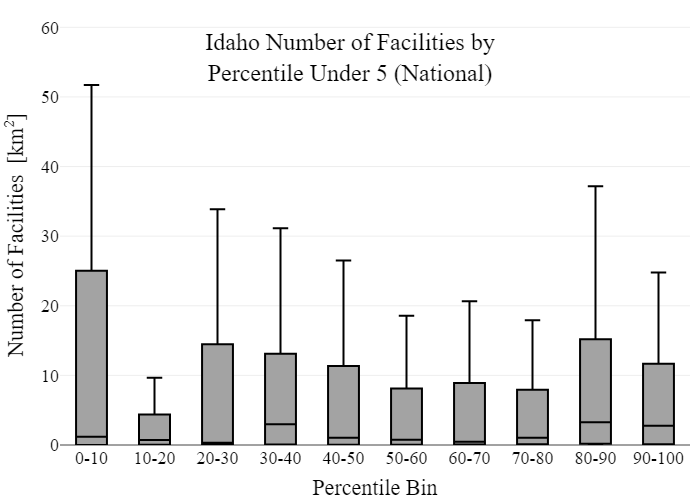 Idaho Number of Facilities by
Percentile Under 5 (National)
Number of Facilities [km²]
60
50
40
30
20
10
0
0-10 10-20 20-30 30-40 40-50 50-60 60-70 70-80 80-90 90-100
Percentile Bin